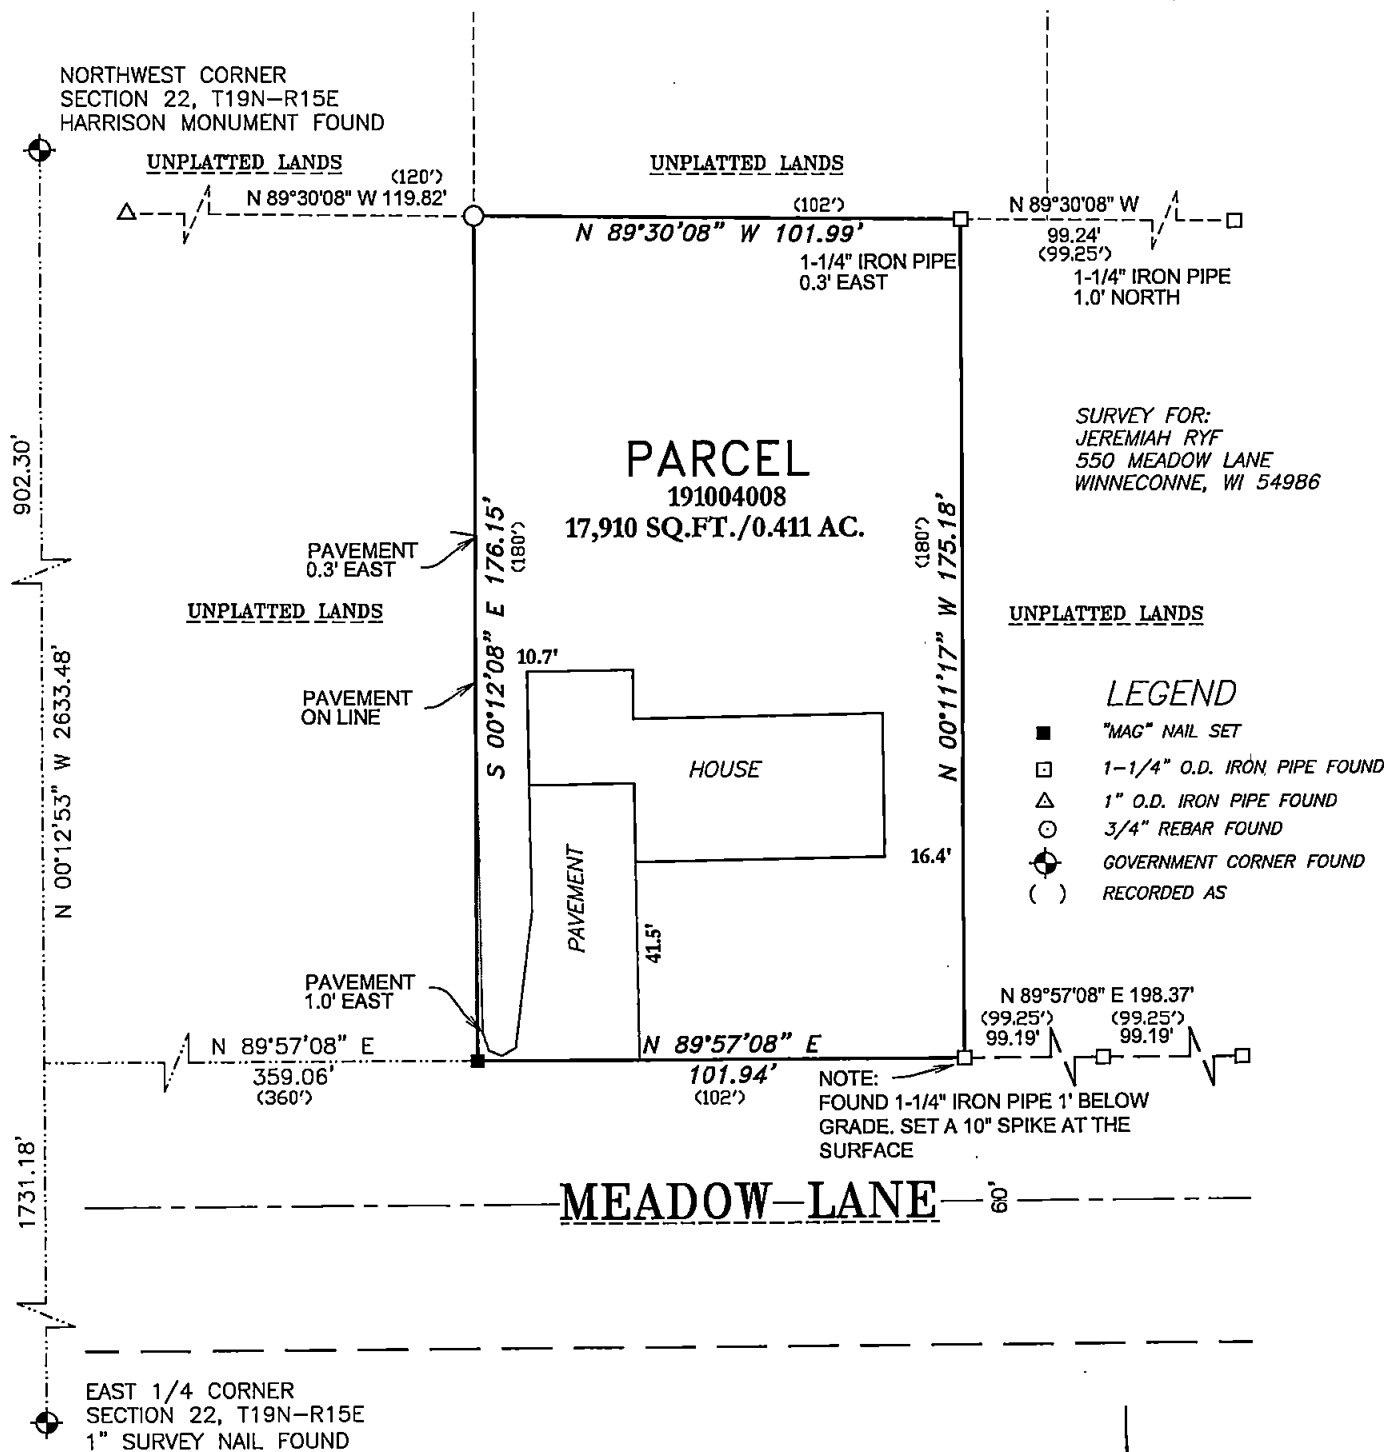 NORTHWEST CORNER
SECTION 22, T19N-R15E
HARRISON MONUMENT FOUND
UNPLATTED LANDS
(120')
N 89°30'08" W 119.82'
UNPLATTED LANDS
(102')
N 89°30'08" W 101.99'
1-1/4" IRON PIPE
0.3' EAST
N 89°30'08" W
99.24'
(99.25')
1-1/4" IRON PIPE
1.0' NORTH
SURVEY FOR:
JEREMIAH RYF
550 MEADOW LANE
WINNECONNE, WI 54986
902.30'
PARCEL
191004008
17,910 SQ.FT./0.411 AC.
S 00°12'08" E 176.15'
(180')
N 00°11'17" W 175.18'
(180')
PAVEMENT
0.3' EAST
UNPLATTED LANDS
UNPLATTED LANDS
N 00°12'53" W 2633.48'
10.7'
PAVEMENT
ON LINE
HOUSE
LEGEND
"MAG" NAIL SET
1-1/4" O.D. IRON PIPE FOUND
1" O.D. IRON PIPE FOUND
3/4" REBAR FOUND
GOVERNMENT CORNER FOUND
( ) RECORDED AS
16.4'
PAVEMENT
41.5'
PAVEMENT
1.0' EAST
N 89°57'08" E
359.06'
(360')
N 89°57'08" E
101.94'
(102')
N 89°57'08" E 198.37'
(99.25') (99.25')
99.19' 99.19'
NOTE:
FOUND 1-1/4" IRON PIPE 1' BELOW
GRADE. SET A 10" SPIKE AT THE
SURFACE
1731.18'
MEADOW LANE
60'
EAST 1/4 CORNER
SECTION 22, T19N-R15E
1" SURVEY NAIL FOUND